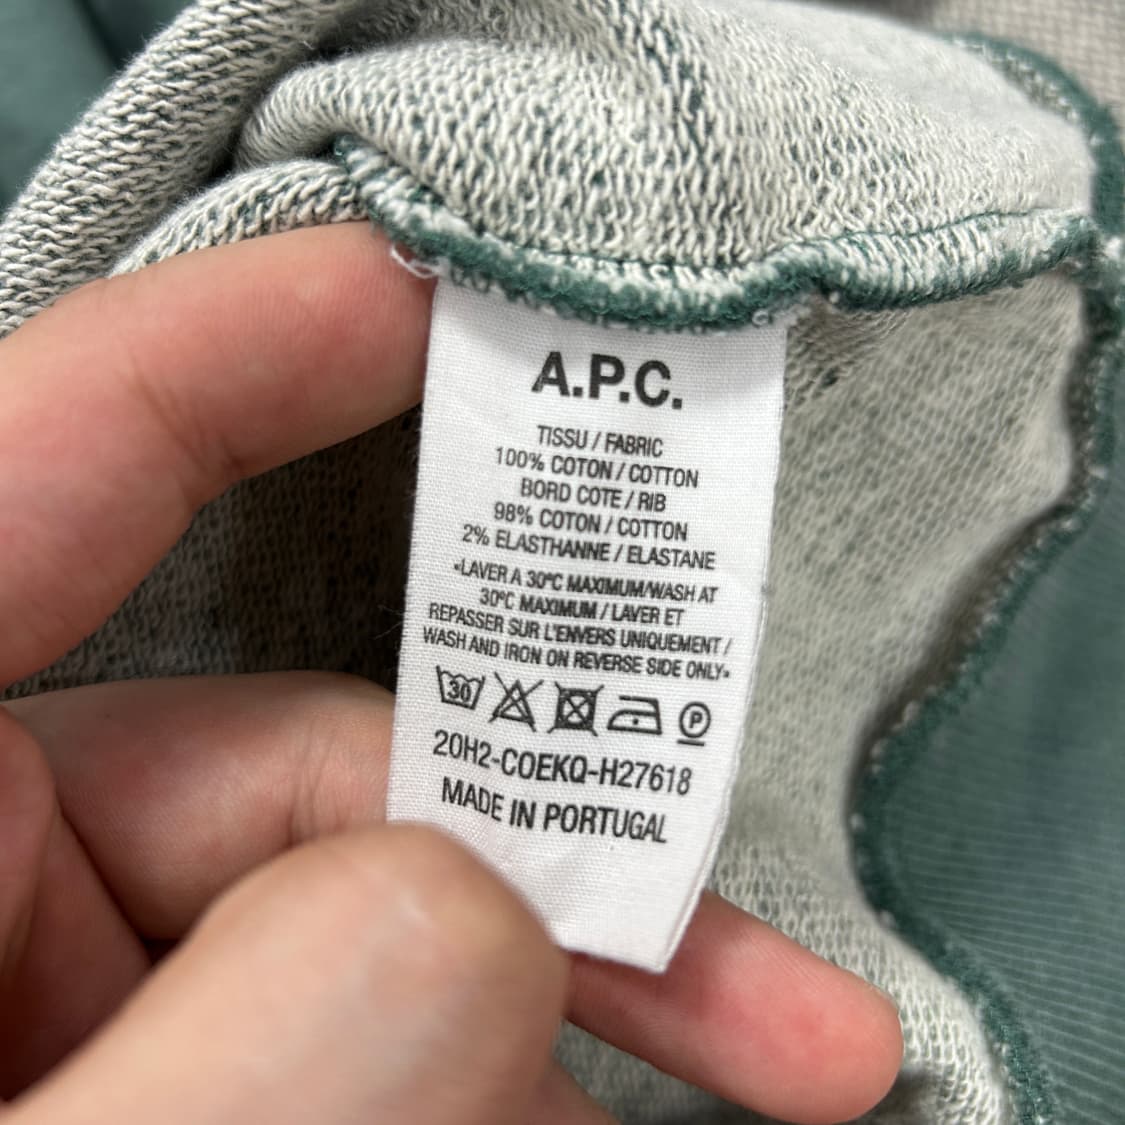 A.P.C.
TISSU / FABRIC
100% COTON / COTTON
BORD COTE / RIB
98% COTON / COTTON
2% ELASTHANNE / ELASTANE
«LAVER A 30ºC MAXIMUM/WASH AT
30ºC MAXIMUM / LAVER ET
REPASSER SUR L'ENVERS UNIQUEMENT /
WASH AND IRON ON REVERSE SIDE ONLY»
30 P
20H2-COEKQ-H27618
MADE IN PORTUGAL